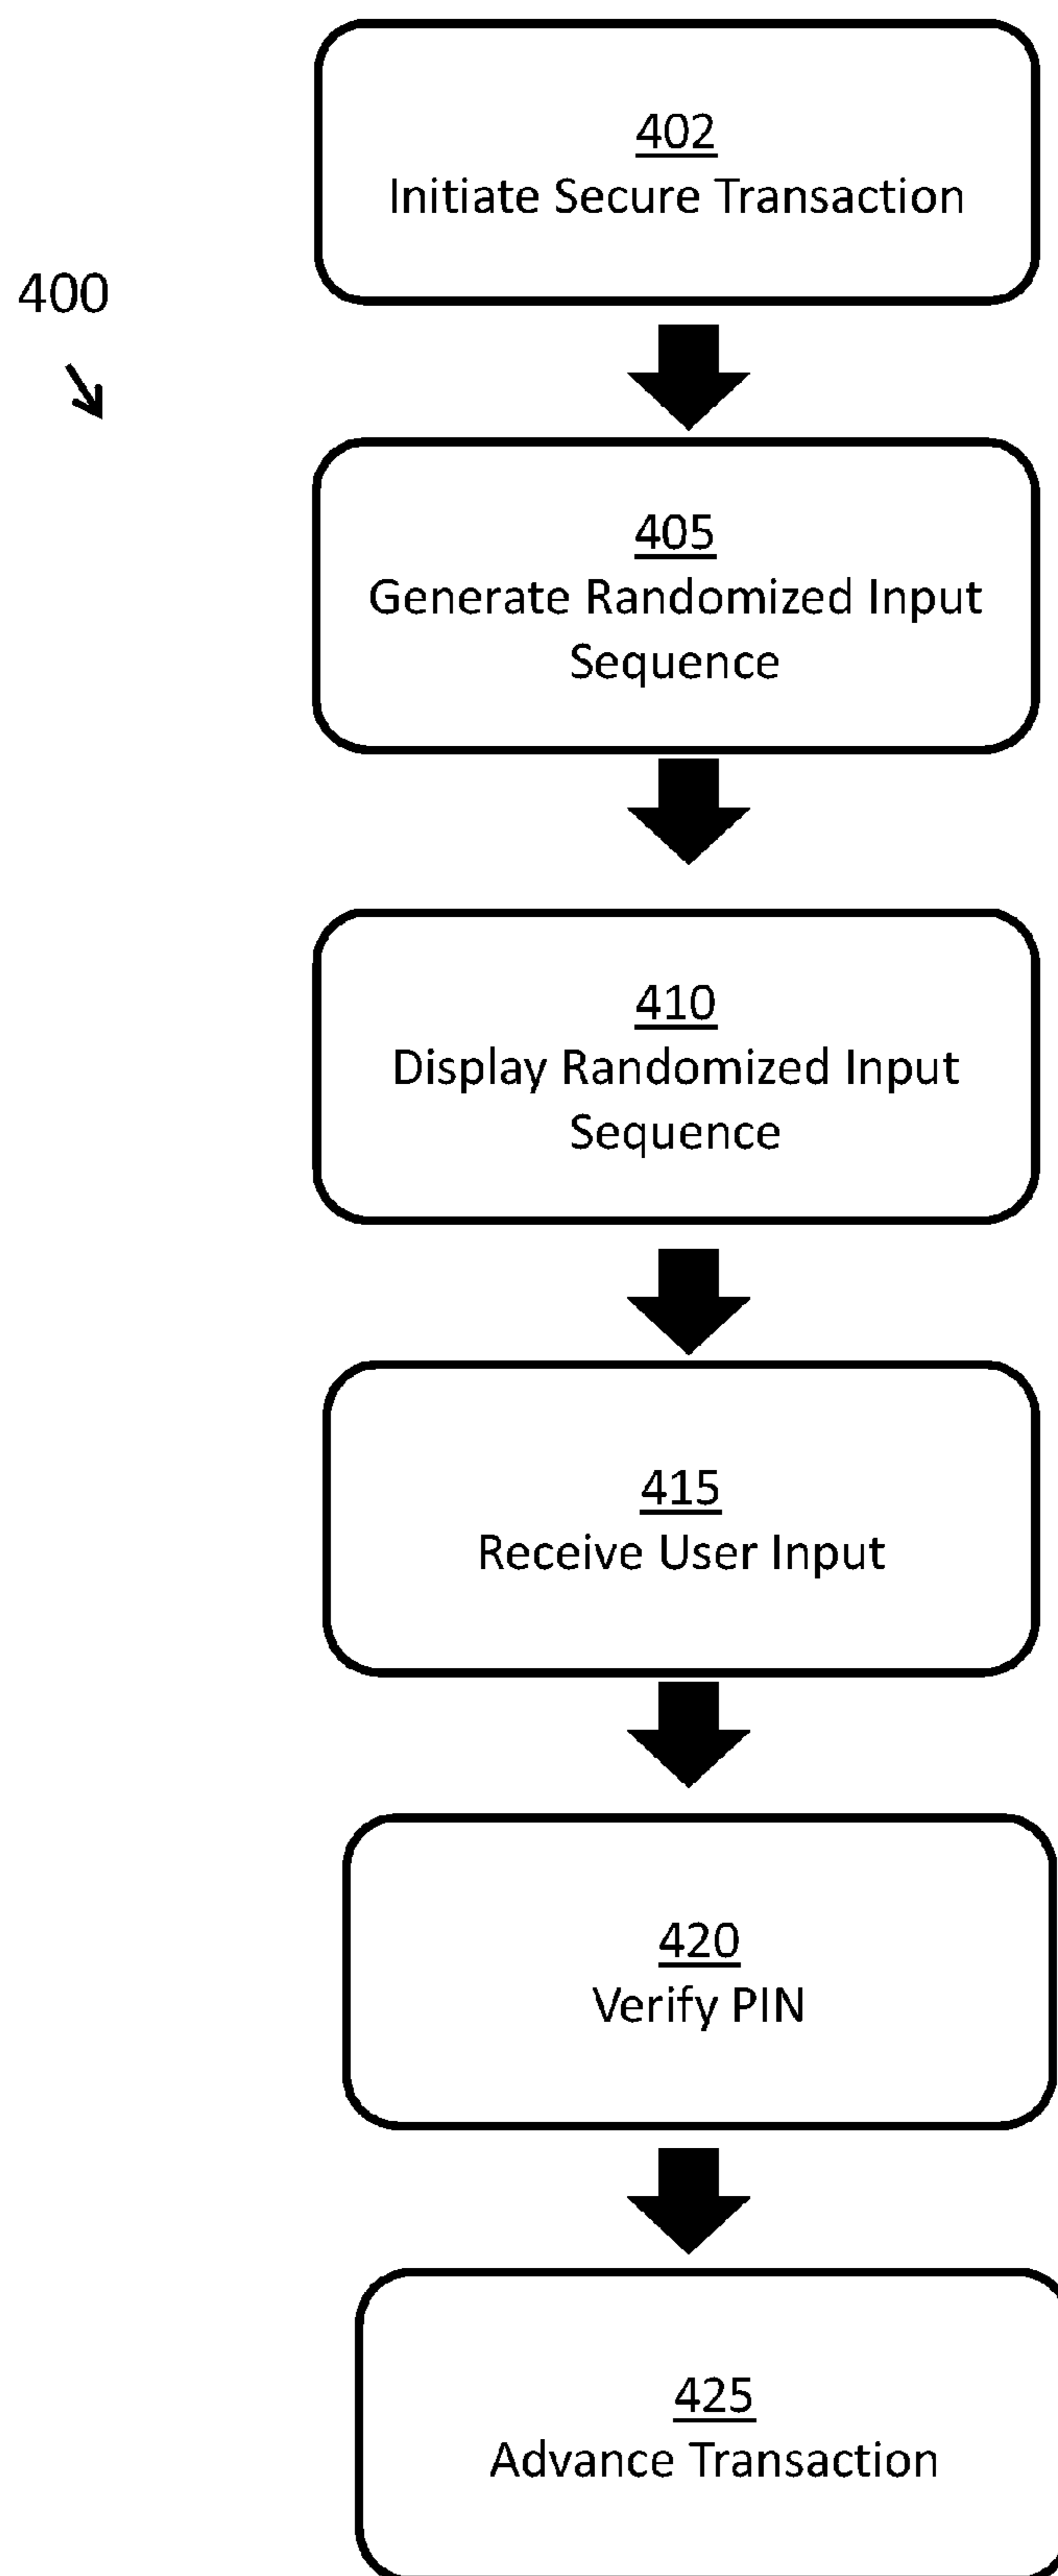 402
Initiate Secure Transaction
400
405
Generate Randomized Input
Sequence
410
Display Randomized Input
Sequence
415
Receive User Input
420
Verify PIN
425
Advance Transaction